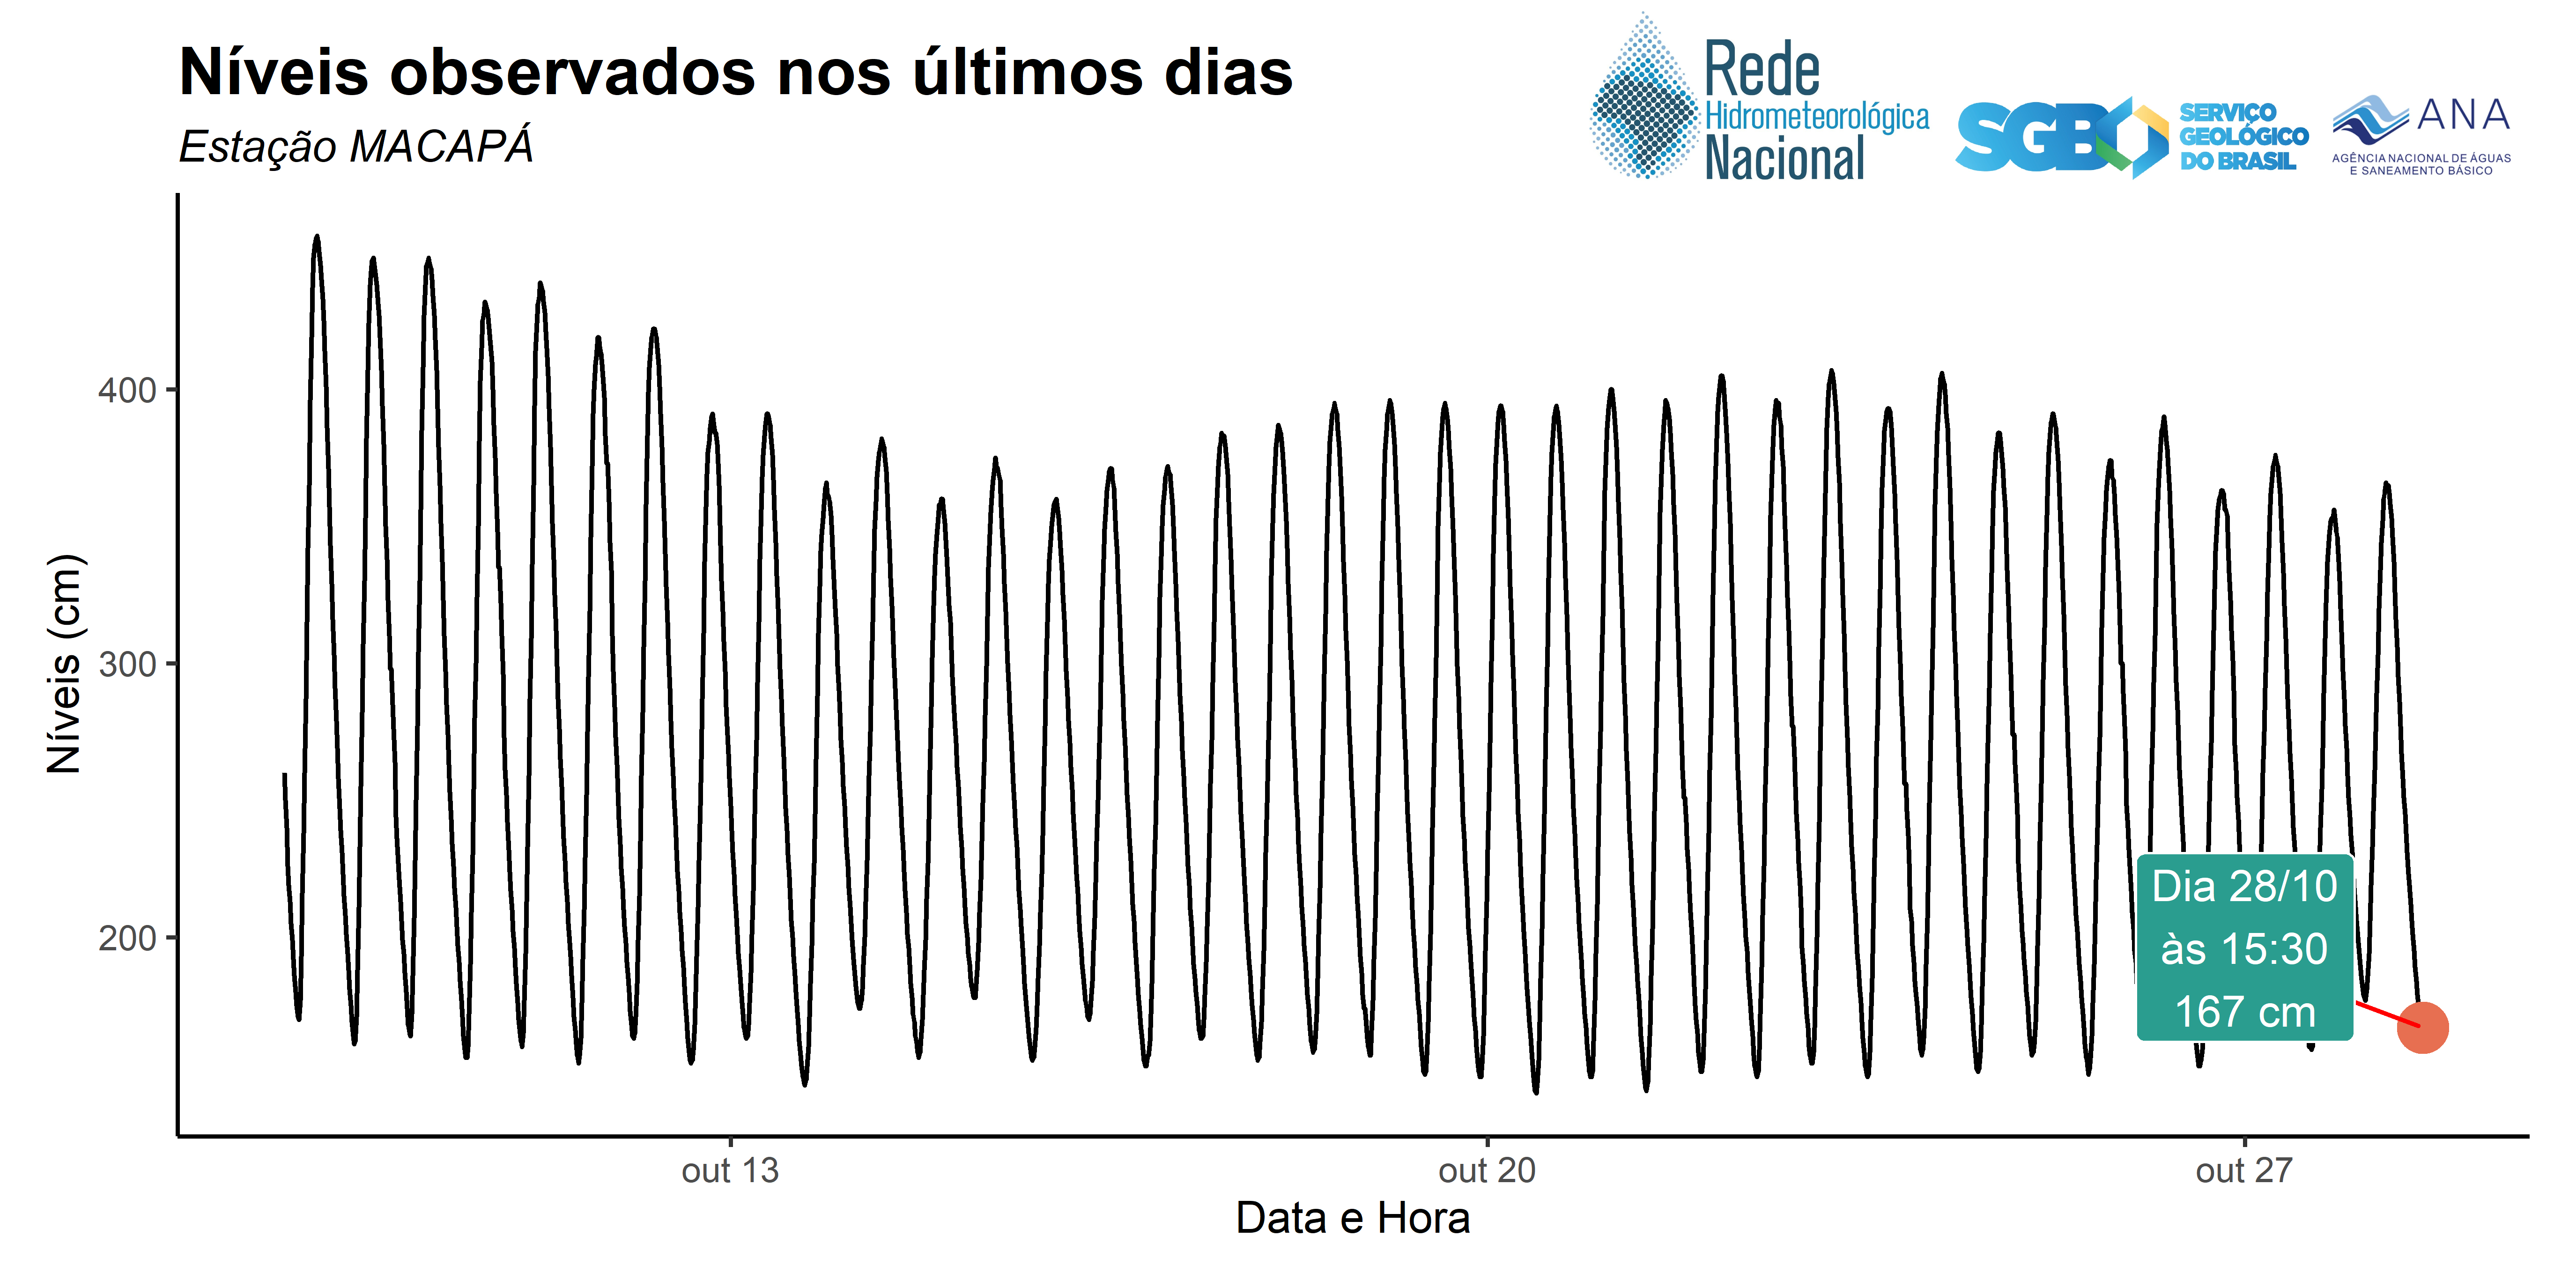 Níveis observados nos últimos dias
Estação MACAPÁ
Rede
Hidrometeorológica
Nacional
SGB
SERVIÇO
GEOLÓGICO
DO BRASIL
ANA
AGÊNCIA NACIONAL DE ÁGUAS
E SANEAMENTO BÁSICO
Níveis (cm)
400
300
200
Dia 28/10
às 15:30
167 cm
out 13
out 20
out 27
Data e Hora